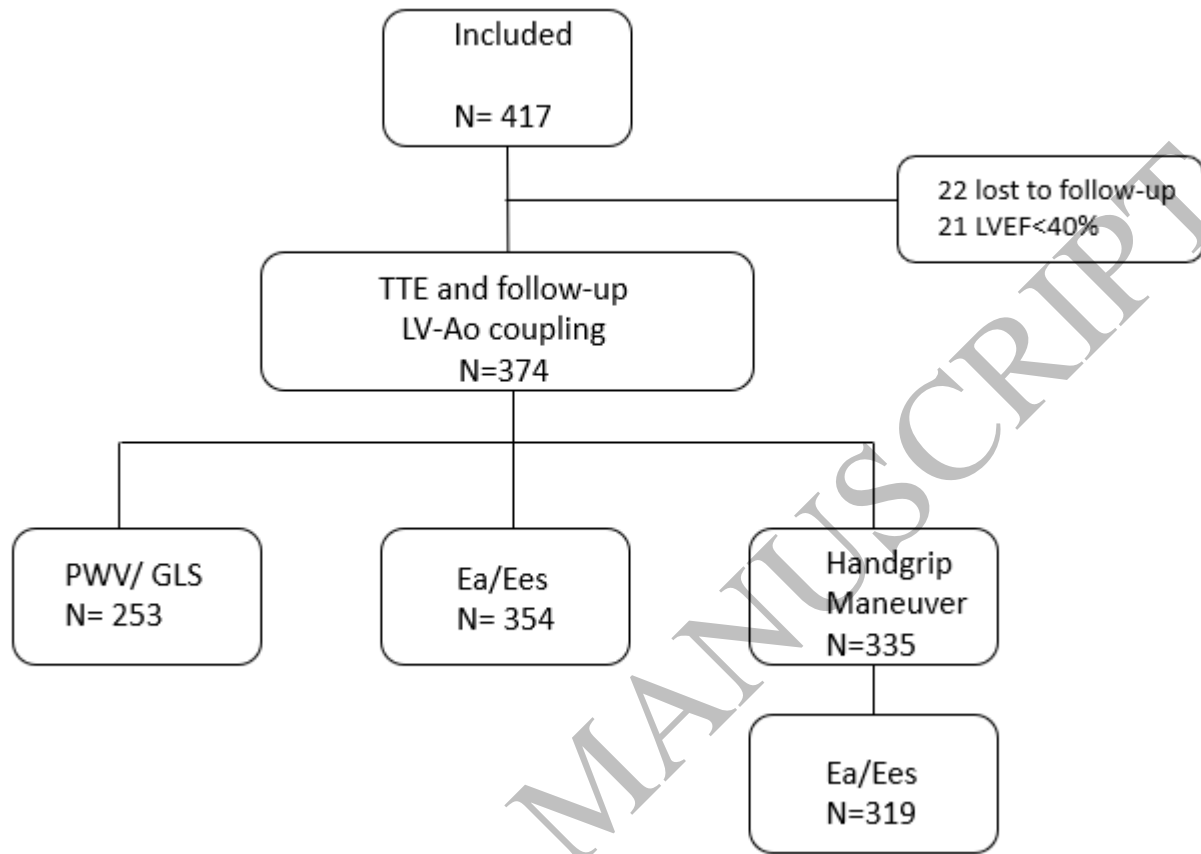 Included
N= 417
22 lost to follow-up
21 LVEF<40%
TTE and follow-up
LV-Ao coupling
N=374
PWV/ GLS
N= 253
Ea/Ees
N= 354
Handgrip
Maneuver
N=335
Ea/Ees
N=319
MANUSCRIPT